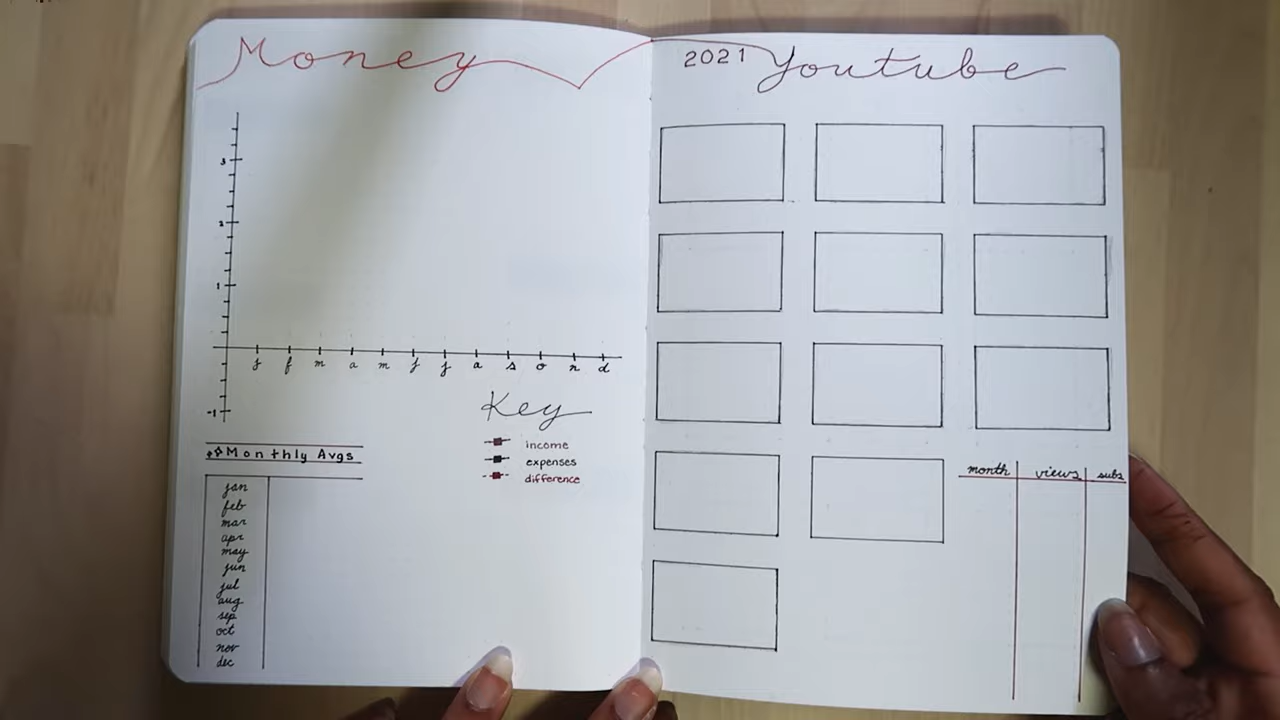 Money
3
2
1
j f m a m j j a s o n d
-1
Key
income
expenses
difference
Monthly Avgs
jan
feb
mar
apr
may
jun
jul
aug
sep
oct
nov
dec
2021 Youtube
month views subs